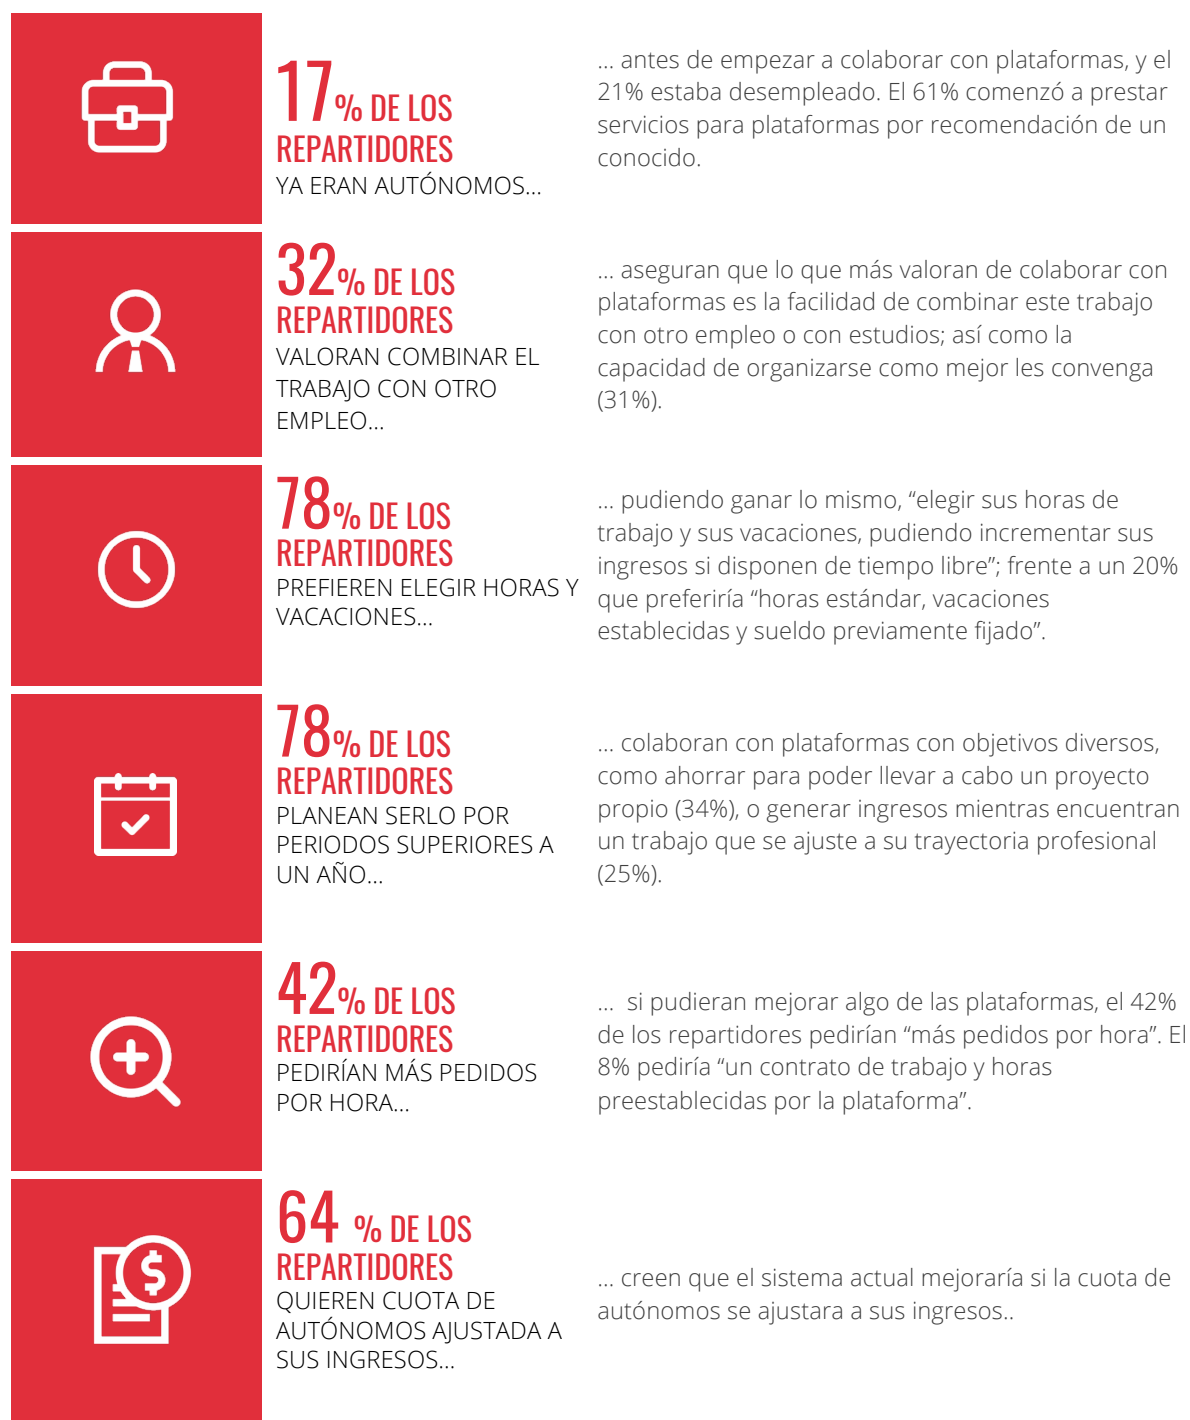 17% DE LOS
REPARTIDORES
YA ERAN AUTÓNOMOS...
... antes de empezar a colaborar con plataformas, y el
21% estaba desempleado. El 61% comenzó a prestar
servicios para plataformas por recomendación de un
conocido.
32% DE LOS
REPARTIDORES
VALORAN COMBINAR EL
TRABAJO CON OTRO
EMPLEO...
... aseguran que lo que más valoran de colaborar con
plataformas es la facilidad de combinar este trabajo
con otro empleo o con estudios; así como la
capacidad de organizarse como mejor les convenga
(31%).
78% DE LOS
REPARTIDORES
PREFIEREN ELEGIR HORAS Y
VACACIONES...
... pudiendo ganar lo mismo, “elegir sus horas de
trabajo y sus vacaciones, pudiendo incrementar sus
ingresos si disponen de tiempo libre”; frente a un 20%
que preferiría “horas estándar, vacaciones
establecidas y sueldo previamente fijado”.
78% DE LOS
REPARTIDORES
PLANEAN SERLO POR
PERIODOS SUPERIORES A
UN AÑO...
... colaboran con plataformas con objetivos diversos,
como ahorrar para poder llevar a cabo un proyecto
propio (34%), o generar ingresos mientras encuentran
un trabajo que se ajuste a su trayectoria profesional
(25%).
42% DE LOS
REPARTIDORES
PEDIRÍAN MÁS PEDIDOS
POR HORA...
... si pudieran mejorar algo de las plataformas, el 42%
de los repartidores pedirían “más pedidos por hora”. El
8% pediría “un contrato de trabajo y horas
preestablecidas por la plataforma”.
64 % DE LOS
REPARTIDORES
QUIEREN CUOTA DE
AUTÓNOMOS AJUSTADA A
SUS INGRESOS...
... creen que el sistema actual mejoraría si la cuota de
autónomos se ajustara a sus ingresos..
$